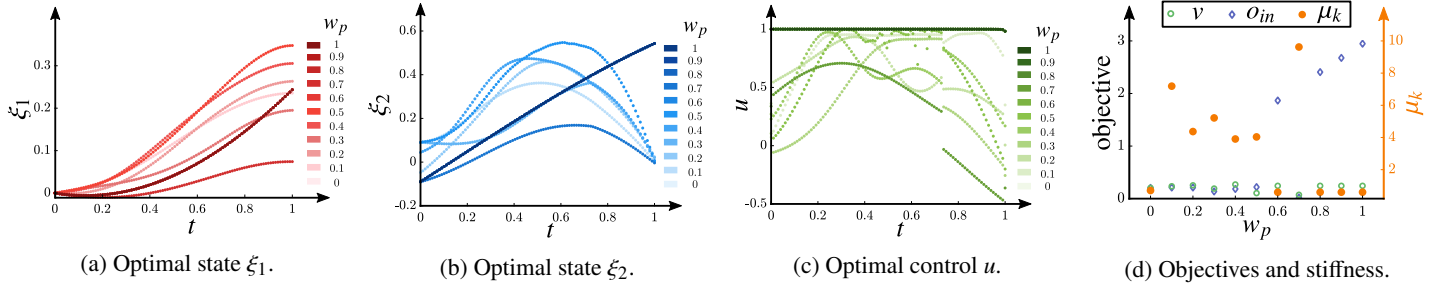 ξ1
0.3
0.2
0.1
0
0 0.2 0.4 0.6 0.8 1
t
wp
1
0.9
0.8
0.7
0.6
0.5
0.4
0.3
0.2
0.1
0
(a) Optimal state ξ1.
ξ2
0.6
0.4
0.2
0
-0.2
0 0.2 0.4 0.6 0.8 1
t
wp
1
0.9
0.8
0.7
0.6
0.5
0.4
0.3
0.2
0.1
0
(b) Optimal state ξ2.
u
1
0.5
0
-0.5
0 0.2 0.4 0.6 0.8 1
t
wp
1
0.9
0.8
0.7
0.6
0.5
0.4
0.3
0.2
0.1
0
(c) Optimal control u.
v oin μk
objective
3
2
1
0
0 0.2 0.4 0.6 0.8 1
wp
10
8
6
4
2
μk
(d) Objectives and stiffness.